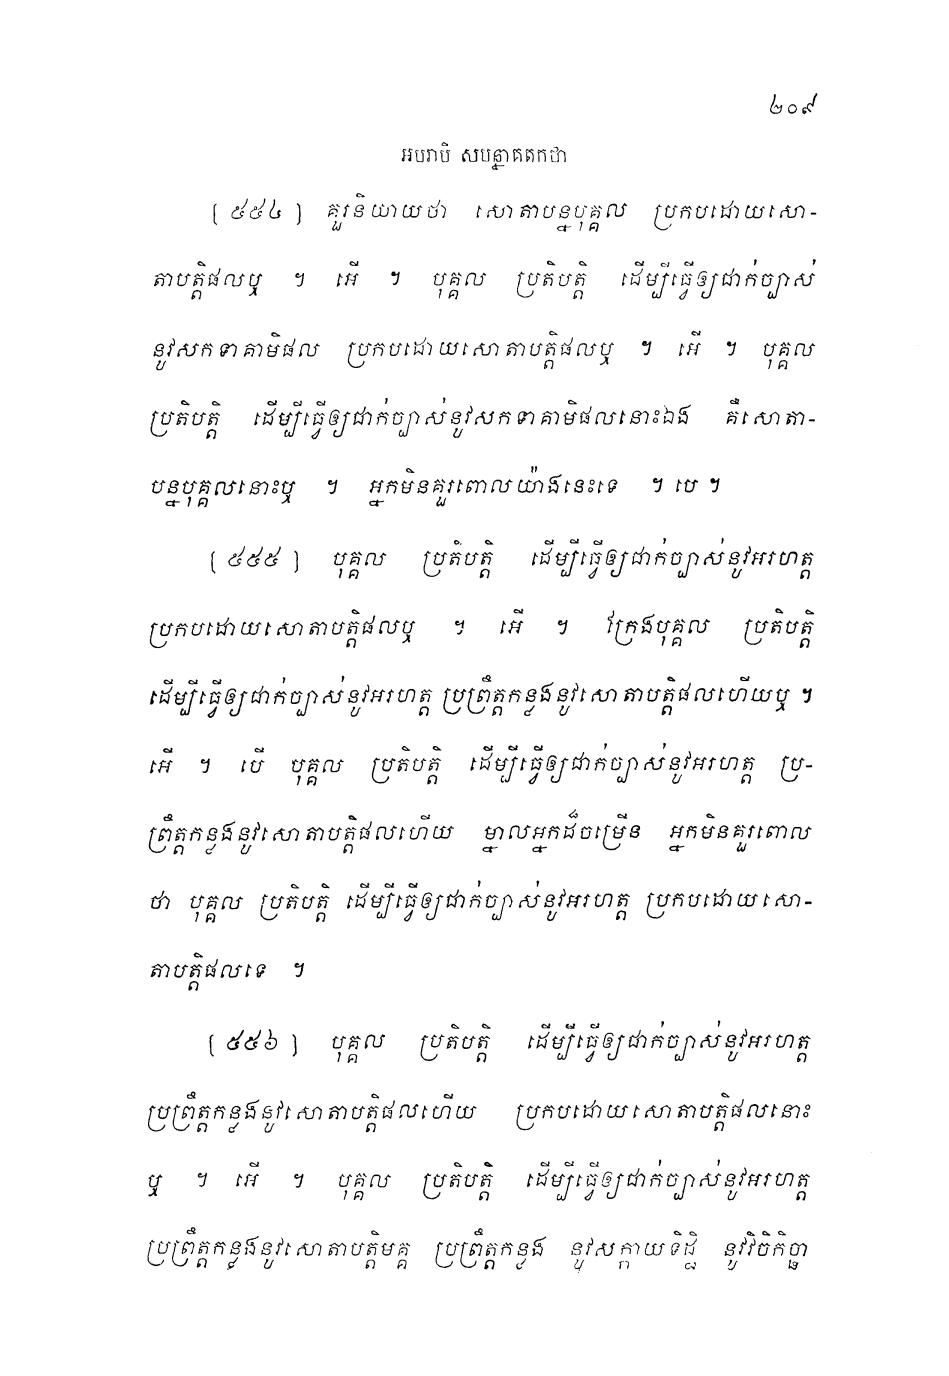 ២០៩
អបរាបិ សបន្នាគតកថា
[ ៥៥៤ ] គួរនិយាយថា សោតាបន្នបុគ្គល ប្រកបដោយសោ-
តាបត្តិផលឬ ។ អើ ។ បុគ្គល ប្រតិបត្តិ ដើម្បីធ្វើឲ្យជាក់ច្បាស់
នូវសកទាគាមិផល ប្រកបដោយសោតាបត្តិផលឬ ។ អើ ។ បុគ្គល
ប្រតិបត្តិ ដើម្បីធ្វើឲ្យជាក់ច្បាស់នូវសកទាគាមិផលនោះឯង គឺសោតា-
បន្នបុគ្គលនោះឬ ។ អ្នកមិនគួរពោលយ៉ាងនេះទេ ។ បេ ។
[ ៥៥៥ ] បុគ្គល ប្រតិបត្តិ ដើម្បីធ្វើឲ្យជាក់ច្បាស់នូវអរហត្ត
ប្រកបដោយសោតាបត្តិផលឬ ។ អើ ។ ក្រែងបុគ្គល ប្រតិបត្តិ
ដើម្បីធ្វើឲ្យជាក់ច្បាស់នូវអរហត្ត ប្រព្រឹត្តកន្លងនូវសោតាបត្តិផលហើយឬ ។
អើ ។ បើ បុគ្គល ប្រតិបត្តិ ដើម្បីធ្វើឲ្យជាក់ច្បាស់នូវអរហត្ត ប្រ-
ព្រឹត្តកន្លងនូវសោតាបត្តិផលហើយ ម្នាលអ្នកដ៏ចម្រើន អ្នកមិនគួរពោល
ថា បុគ្គល ប្រតិបត្តិ ដើម្បីធ្វើឲ្យជាក់ច្បាស់នូវអរហត្ត ប្រកបដោយសោ-
តាបត្តិផលទេ ។
[ ៥៥៦ ] បុគ្គល ប្រតិបត្តិ ដើម្បីធ្វើឲ្យជាក់ច្បាស់នូវអរហត្ត
ប្រព្រឹត្តកន្លងនូវសោតាបត្តិផលហើយ ប្រកបដោយសោតាបត្តិផលនោះ
ឬ ។ អើ ។ បុគ្គល ប្រតិបត្តិ ដើម្បីធ្វើឲ្យជាក់ច្បាស់នូវអរហត្ត
ប្រព្រឹត្តកន្លងនូវសោតាបត្តិមគ្គ ប្រព្រឹត្តកន្លង នូវសក្កាយទិដ្ឋិ នូវវិចិកិច្ឆា